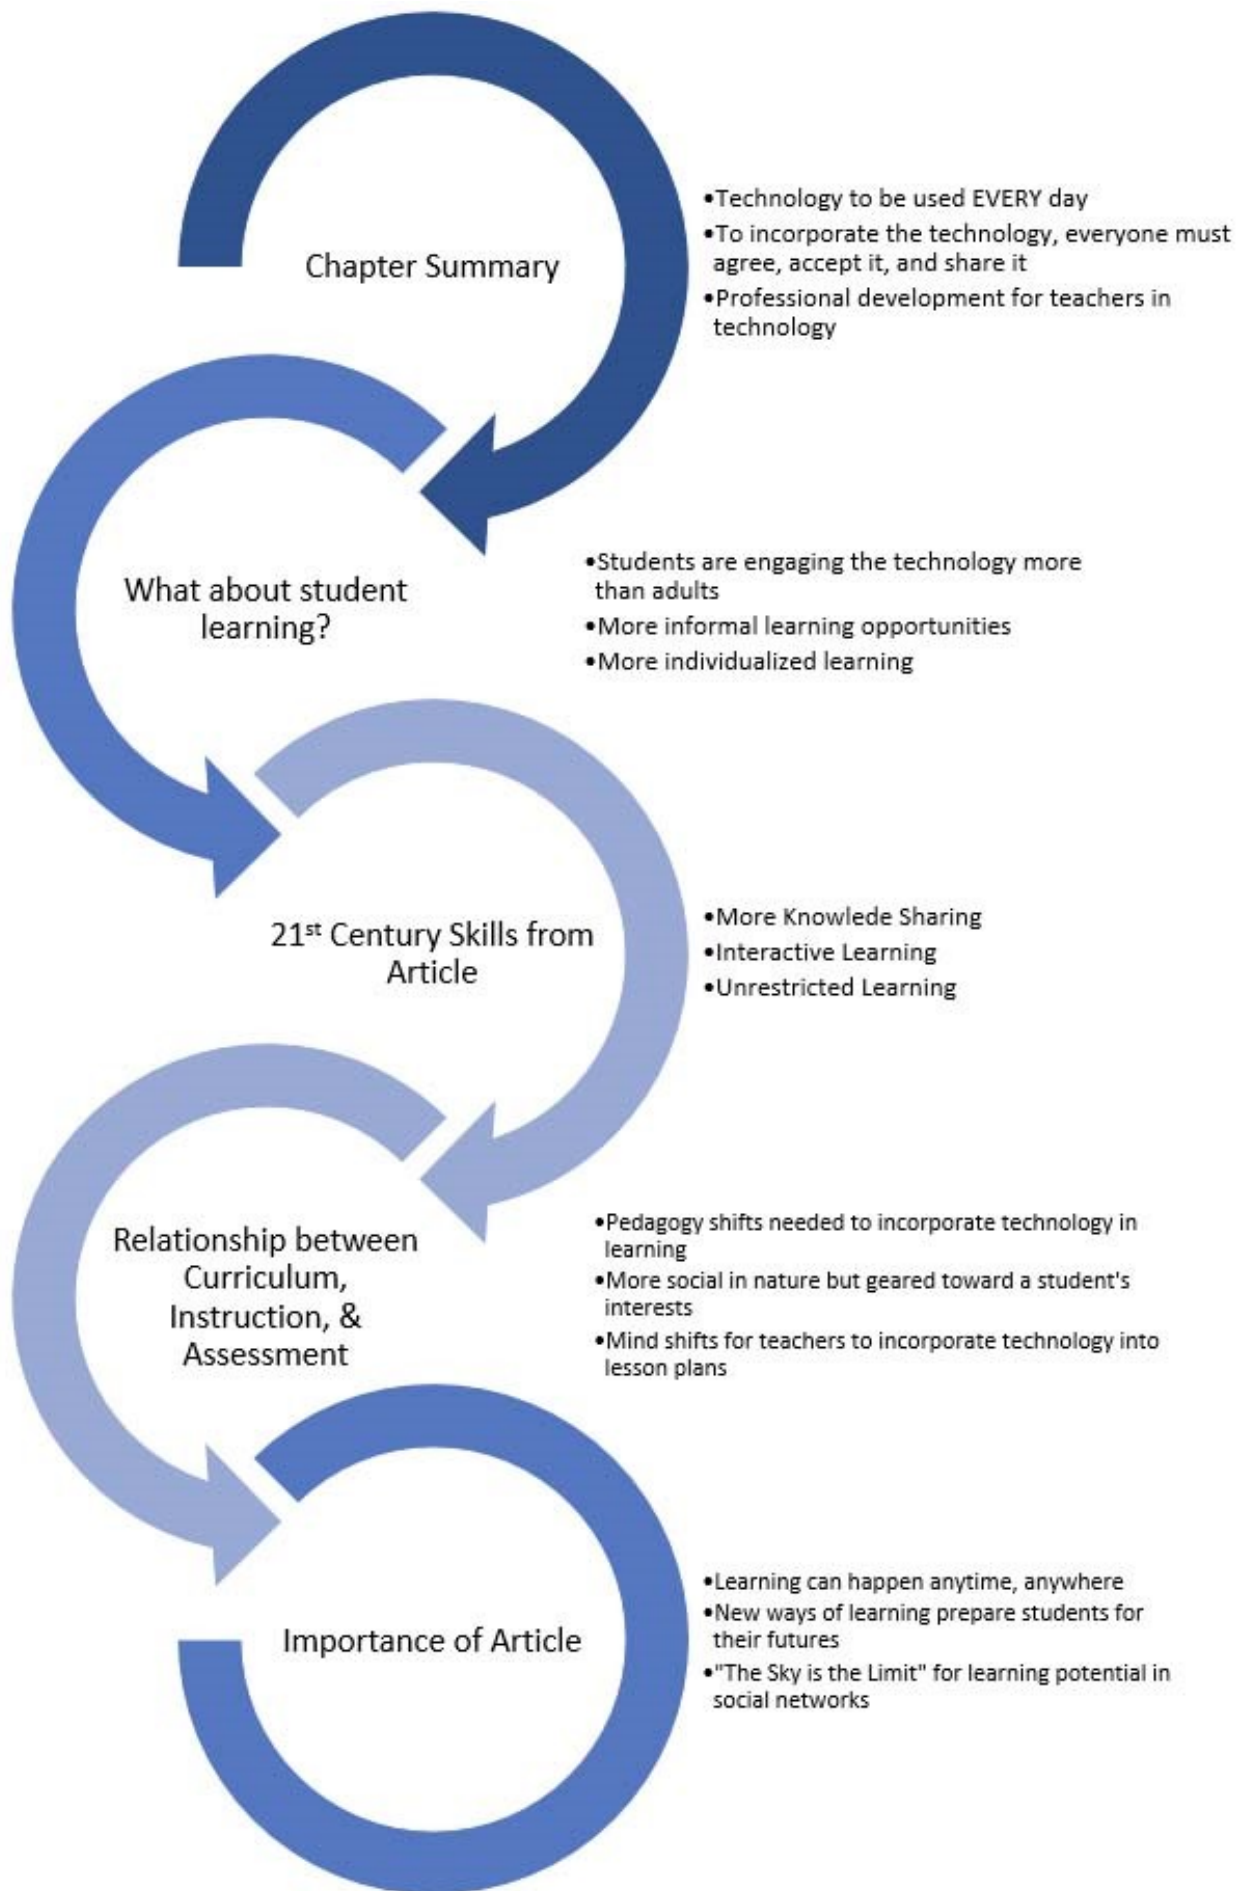 Chapter Summary
•Technology to be used EVERY day
•To incorporate the technology, everyone must
agree, accept it, and share it
•Professional development for teachers in
technology
What about student
learning?
•Students are engaging the technology more
than adults
•More informal learning opportunities
•More individualized learning
21st Century Skills from
Article
•More Knowlede Sharing
•Interactive Learning
•Unrestricted Learning
Relationship between
Curriculum,
Instruction, &
Assessment
•Pedagogy shifts needed to incorporate technology in
learning
•More social in nature but geared toward a student's
interests
•Mind shifts for teachers to incorporate technology into
lesson plans
Importance of Article
•Learning can happen anytime, anywhere
•New ways of learning prepare students for
their futures
•"The Sky is the Limit" for learning potential in
social networks